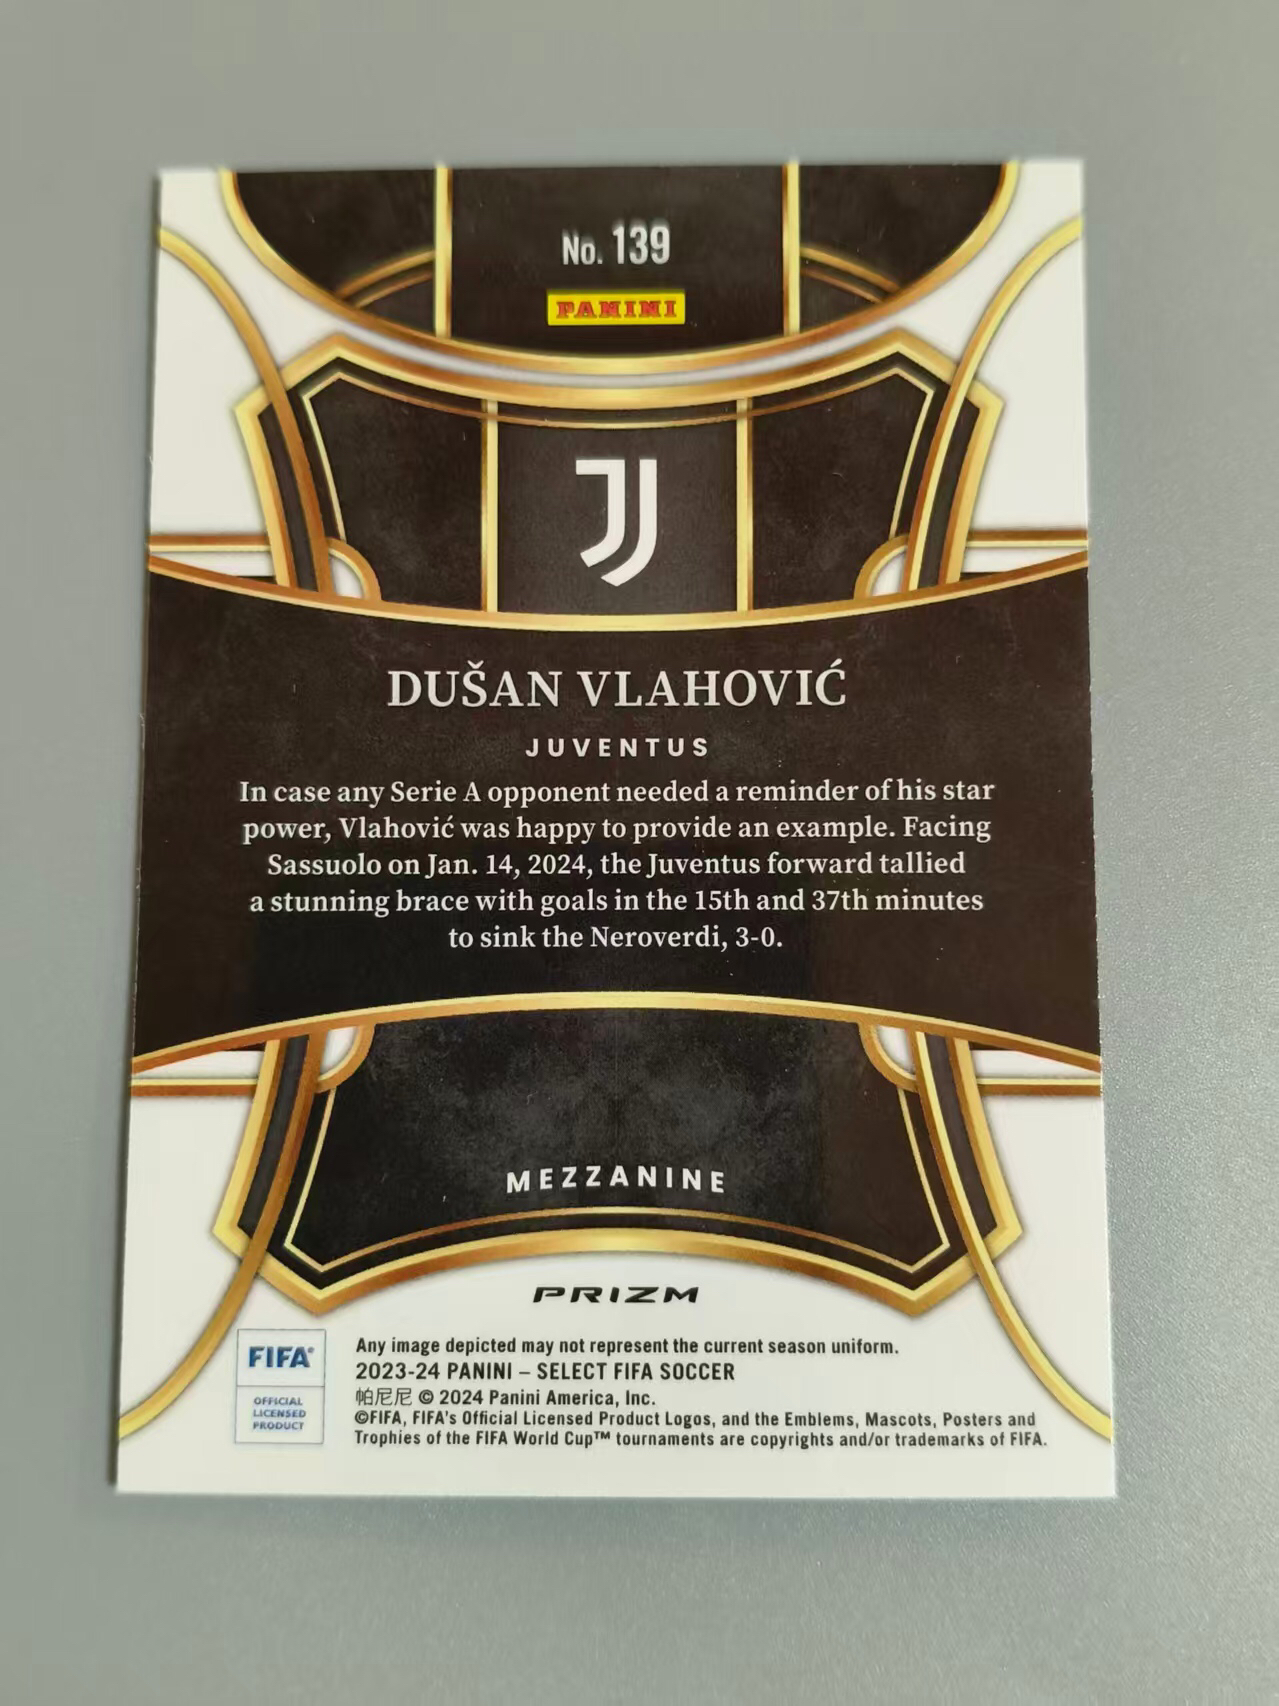 No. 139
PANINI
DUŠAN VLAHOVIĆ
JUVENTUS
In case any Serie A opponent needed a reminder of his star
power, Vlahović was happy to provide an example. Facing
Sassuolo on Jan. 14, 2024, the Juventus forward tallied
a stunning brace with goals in the 15th and 37th minutes
to sink the Neroverdi, 3-0.
MEZZANINE
PRIZM
FIFA®
OFFICIAL
LICENSED
PRODUCT
Any image depicted may not represent the current season uniform.
2023-24 PANINI – SELECT FIFA SOCCER
帕尼尼 © 2024 Panini America, Inc.
©FIFA, FIFA's Official Licensed Product Logos, and the Emblems, Mascots, Posters and
Trophies of the FIFA World Cup™ tournaments are copyrights and/or trademarks of FIFA.